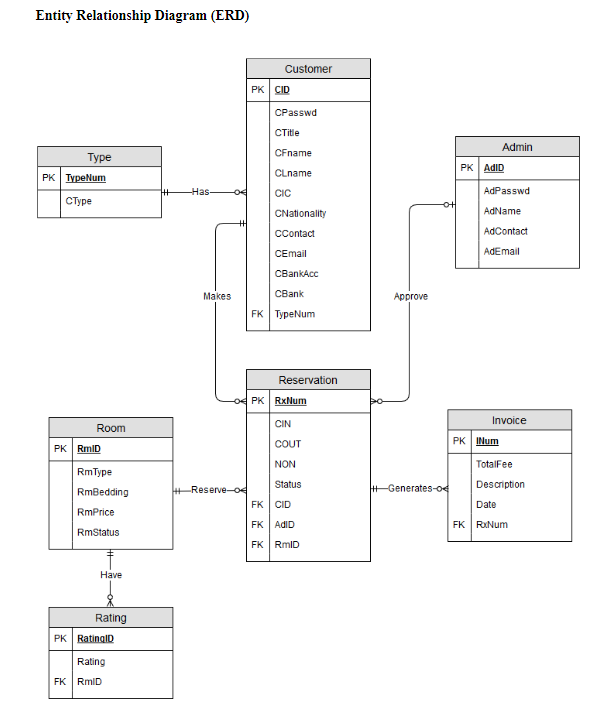 Entity Relationship Diagram (ERD)
Customer
PK CID
CPasswd
CTitle
CFname
CLname
CIC
CNationality
CContact
CEmail
CBankAcc
CBank
FK TypeNum
Type
PK TypeNum
CType
Has
Admin
PK AdID
AdPasswd
AdName
AdContact
AdEmail
Makes
Approve
Reservation
PK RxNum
CIN
COUT
NON
Status
FK CID
FK AdID
FK RmID
Room
PK RmID
RmType
RmBedding
RmPrice
RmStatus
Reserve
Generates
Invoice
PK INum
TotalFee
Description
Date
FK RxNum
Have
Rating
PK RatingID
Rating
FK RmID